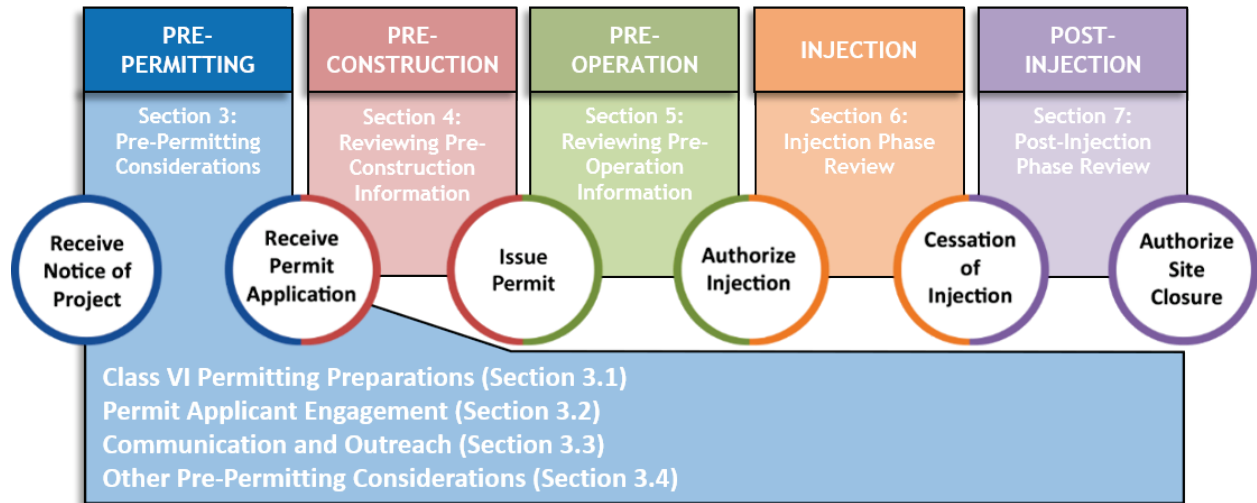 PRE-
PERMITTING
PRE-
CONSTRUCTION
PRE-
OPERATION
INJECTION
POST-
INJECTION
Section 3:
Pre-Permitting
Considerations
Section 4:
Reviewing Pre-
Construction
Information
Section 5:
Reviewing Pre-
Operation
Information
Section 6:
Injection Phase
Review
Section 7:
Post-Injection
Phase Review
Receive
Notice of
Project
Receive
Permit
Application
Issue
Permit
Authorize
Injection
Cessation
of
Injection
Authorize
Site
Closure
Class VI Permitting Preparations (Section 3.1)
Permit Applicant Engagement (Section 3.2)
Communication and Outreach (Section 3.3)
Other Pre-Permitting Considerations (Section 3.4)